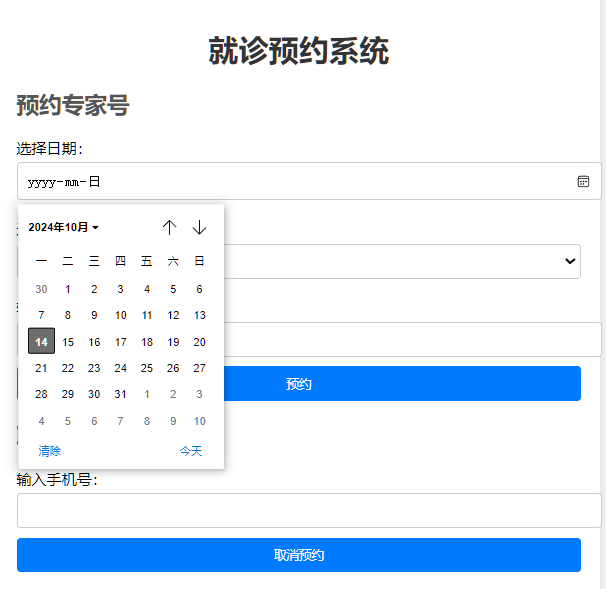 就诊预约系统
预约专家号
选择日期：
yyyy-mm-日
2024年10月
一 二 三 四 五 六 日
30 1 2 3 4 5 6
7 8 9 10 11 12 13
14 15 16 17 18 19 20
21 22 23 24 25 26 27
28 29 30 31 1 2 3
4 5 6 7 8 9 10
清除 今天
预约
输入手机号：
取消预约